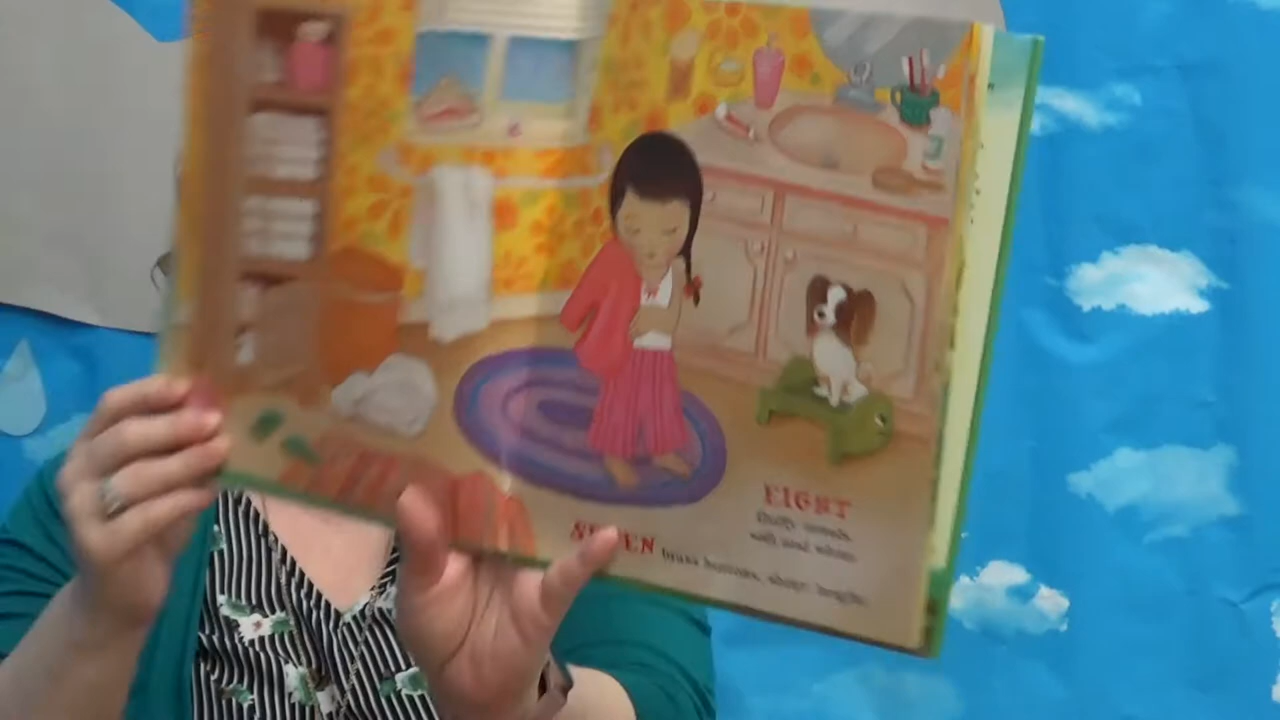 EIGHT
fluffy towels,
soft and white.
SEVEN brass buttons, shiny bright.